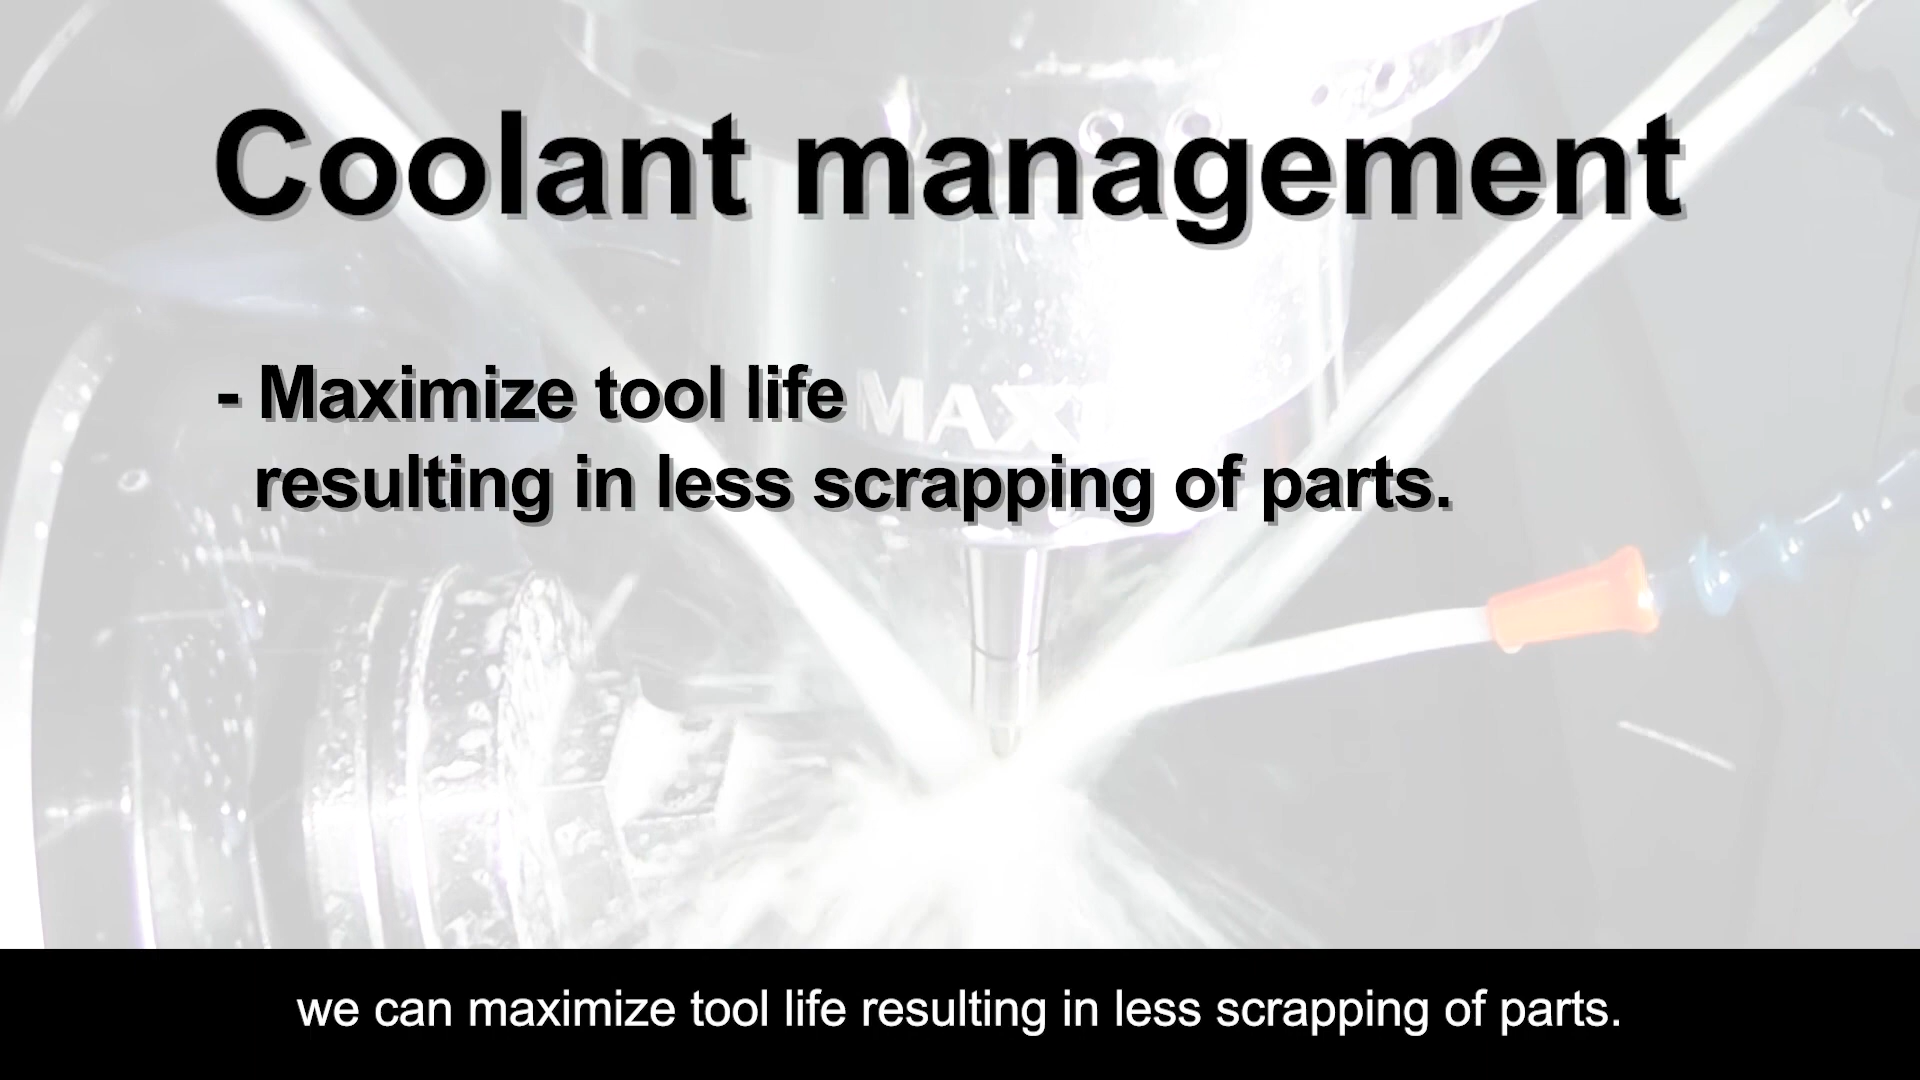 Coolant management
- Maximize tool life
MAX
resulting in less scrapping of parts.
we can maximize tool life resulting in less scrapping of parts.